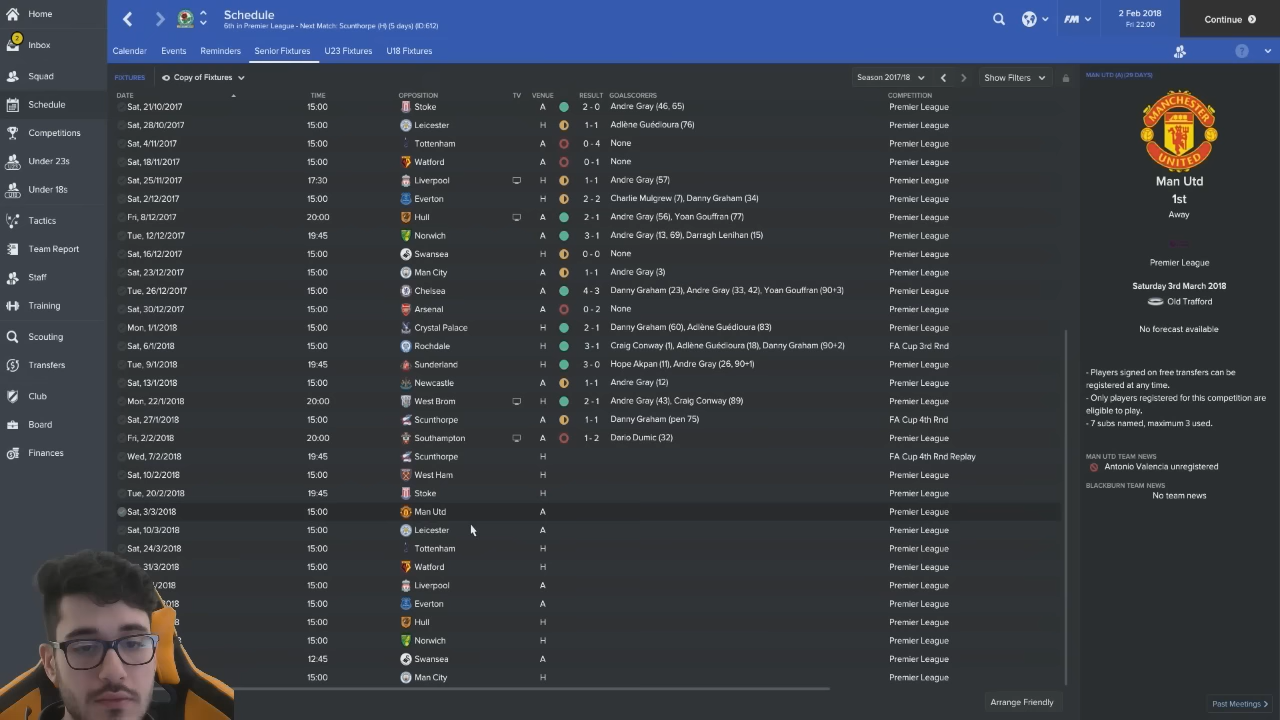 Home
Inbox
Squad
Schedule
Competitions
Under 23s
Under 18s
Tactics
Team Report
Staff
Training
Scouting
Transfers
Club
Board
Finances
Schedule
6th in Premier League - Next Match: Scunthorpe (H) (5 days) (ID:612)
FM
2 Feb 2018
Fri 22:00
Continue
Calendar Events Reminders Senior Fixtures U23 Fixtures U18 Fixtures
FIXTURES Copy of Fixtures Season 2017/18 Show Filters
DATE TIME OPPOSITION TV VENUE RESULT GOALSCORERS COMPETITION
Sat, 21/10/2017 15:00 Stoke A 2 - 0 Andre Gray (46, 65) Premier League
Sat, 28/10/2017 15:00 Leicester H 1 - 1 Adlène Guédioura (76) Premier League
Sat, 4/11/2017 15:00 Tottenham A 0 - 4 None Premier League
Sat, 18/11/2017 15:00 Watford A 0 - 1 None Premier League
Sat, 25/11/2017 17:30 Liverpool H 1 - 1 Andre Gray (57) Premier League
Sat, 2/12/2017 15:00 Everton H 2 - 2 Charlie Mulgrew (7), Danny Graham (34) Premier League
Fri, 8/12/2017 20:00 Hull A 2 - 1 Andre Gray (56), Yoan Gouffran (77) Premier League
Tue, 12/12/2017 19:45 Norwich A 3 - 1 Andre Gray (13, 69), Darragh Lenihan (15) Premier League
Sat, 16/12/2017 15:00 Swansea H 0 - 0 None Premier League
Sat, 23/12/2017 15:00 Man City A 1 - 1 Andre Gray (3) Premier League
Tue, 26/12/2017 15:00 Chelsea A 4 - 3 Danny Graham (23), Andre Gray (33, 42), Yoan Gouffran (90+3) Premier League
Sat, 30/12/2017 15:00 Arsenal A 0 - 2 None Premier League
Mon, 1/1/2018 15:00 Crystal Palace H 2 - 1 Danny Graham (60), Adlène Guédioura (83) Premier League
Sat, 6/1/2018 15:00 Rochdale H 3 - 1 Craig Conway (1), Adlène Guédioura (18), Danny Graham (90+2) FA Cup 3rd Rnd
Tue, 9/1/2018 19:45 Sunderland H 3 - 0 Hope Akpan (11), Andre Gray (26, 90+1) Premier League
Sat, 13/1/2018 15:00 Newcastle A 1 - 1 Andre Gray (12) Premier League
Mon, 22/1/2018 20:00 West Brom H 2 - 1 Andre Gray (43), Craig Conway (89) Premier League
Sat, 27/1/2018 15:00 Scunthorpe A 1 - 1 Danny Graham (pen 75) FA Cup 4th Rnd
Fri, 2/2/2018 20:00 Southampton A 1 - 2 Dario Dumic (32) Premier League
Wed, 7/2/2018 19:45 Scunthorpe H FA Cup 4th Rnd Replay
Sat, 10/2/2018 15:00 West Ham H Premier League
Tue, 20/2/2018 19:45 Stoke H Premier League
Sat, 3/3/2018 15:00 Man Utd A Premier League
Sat, 10/3/2018 15:00 Leicester A Premier League
Sat, 24/3/2018 15:00 Tottenham H Premier League
31/3/2018 15:00 Watford H Premier League
/2018 15:00 Liverpool A Premier League
2018 15:00 Everton A Premier League
15:00 Hull H Premier League
15:00 Norwich H Premier League
12:45 Swansea A Premier League
15:00 Man City H Premier League
Arrange Friendly
MAN UTD (A) (29 DAYS)
MANCHESTER
UNITED
Man Utd
1st
Away
Premier League
Saturday 3rd March 2018
Old Trafford
No forecast available
- Players signed on free transfers can be
registered at any time.
- Only players registered for this competition are
eligible to play.
- 7 subs named, maximum 3 used.
MAN UTD TEAM NEWS
Antonio Valencia unregistered
BLACKBURN TEAM NEWS
No team news
Past Meetings